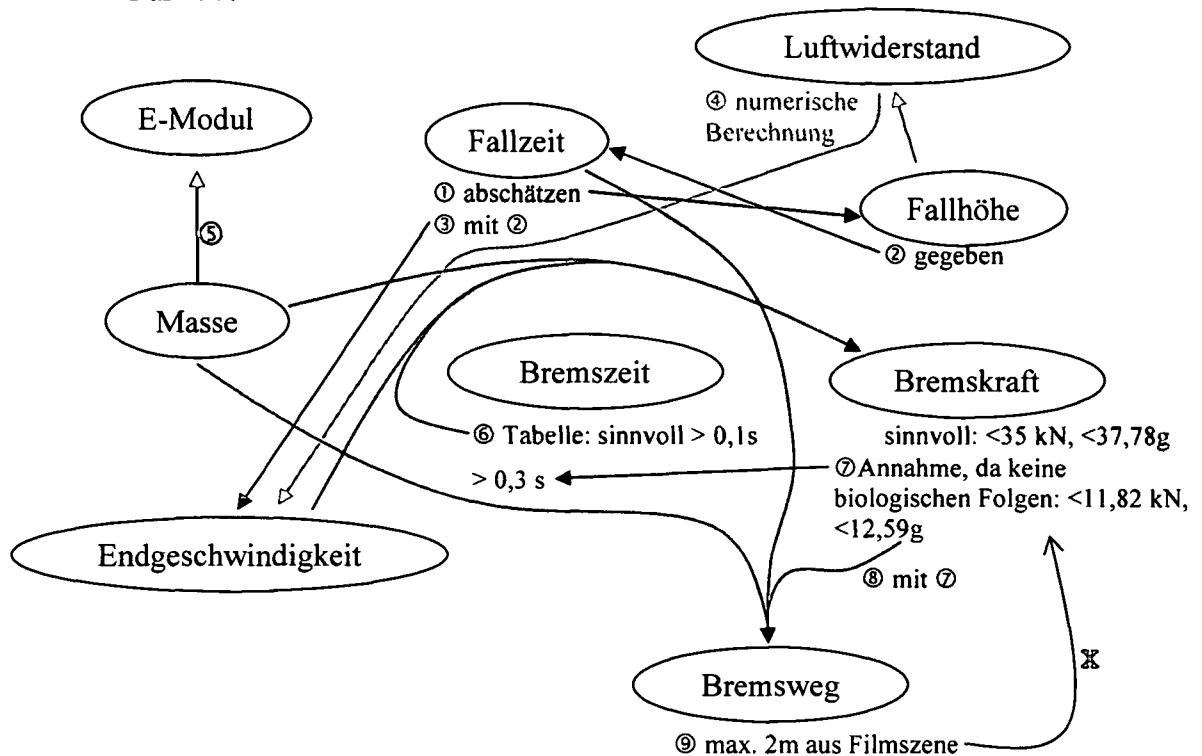 Luftwiderstand
④ numerische
Berechnung
E-Modul
Fallzeit
① abschätzen
③ mit ②
Fallhöhe
② gegeben
⑤
Masse
Bremszeit
⑥ Tabelle: sinnvoll > 0,1s
> 0,3 s
Bremskraft
sinnvoll: <35 kN, <37,78g
⑦Annahme, da keine
biologischen Folgen: <11,82 kN,
<12,59g
⑧ mit ⑦
Endgeschwindigkeit
Bremsweg
⑨ max. 2m aus Filmszene